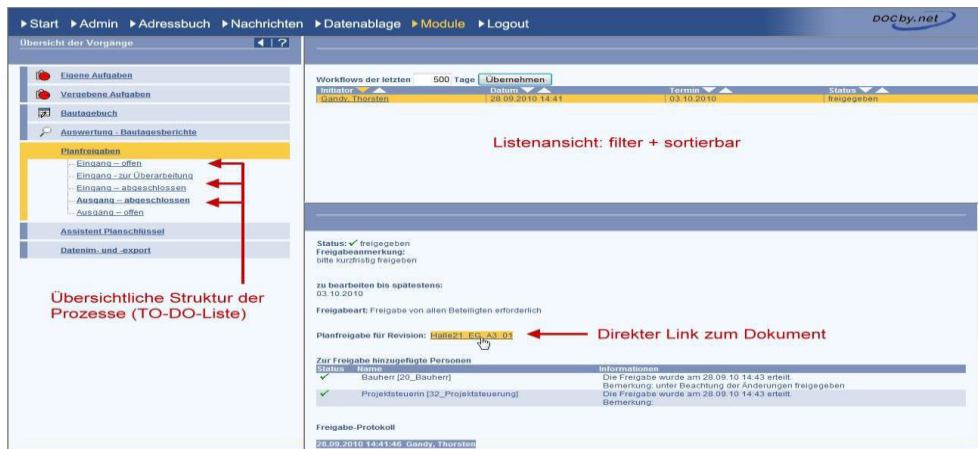 Start Admin Adressbuch Nachrichten Datenablage Module Logout
DOCby.net
Übersicht der Vorgänge ?
Eigene Aufgaben
Vergebene Aufgaben
Bautagebuch
Auswertung - Bautagesberichte
Planfreigaben
Eingang – offen
Eingang - zur Überarbeitung
Eingang – abgeschlossen
Ausgang – abgeschlossen
Ausgang – offen
Assistent Planschlüssel
Datenim- und -export
Übersichtliche Struktur der
Prozesse (TO-DO-Liste)
Workflows der letzten 500 Tage Übernehmen
Initiator Datum Termin Status
Gandy, Thorsten 28.09.2010 14:41 03.10.2010 freigegeben
Listenansicht: filter + sortierbar
Status: freigegeben
Freigabeanmerkung:
bitte kurzfristig freigeben
zu bearbeiten bis spätestens:
03.10.2010
Freigabeart: Freigabe von allen Beteiligten erforderlich
Planfreigabe für Revision: Halle21_EG_A3_01
Direkter Link zum Dokument
Zur Freigabe hinzugefügte Personen
Status Name Informationen
Bauherr [20_Bauherr] Die Freigabe wurde am 28.09.10 14:43 erteilt.
Bemerkung: unter Beachtung der Änderungen freigegeben
Projektsteuerin [32_Projektsteuerung] Die Freigabe wurde am 28.09.10 14:43 erteilt.
Bemerkung:
Freigabe-Protokoll
28.09.2010 14:41:46 Gandy, Thorsten